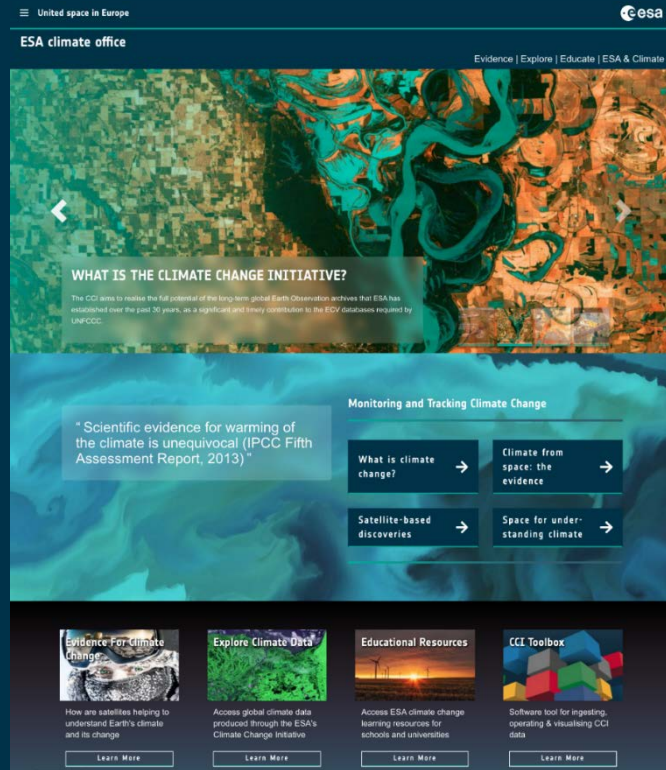 United space in Europe
esa
ESA climate office
Evidence | Explore | Educate | ESA & Climate
WHAT IS THE CLIMATE CHANGE INITIATIVE?
The CCI aims to realise the full potential of the long-term global Earth Observation archives that ESA has
established over the past 30 years, as a significant and timely contribution to the ECV databases required by
UNFCCC.
" Scientific evidence for warming of
the climate is unequivocal (IPCC Fifth
Assessment Report, 2013) "
Monitoring and Tracking Climate Change
What is climate
change?
Climate from
space: the
evidence
Satellite-based
discoveries
Space for under-
standing climate
Evidence For Climate
Change
How are satellites helping to
understand Earth's climate
and its change
Learn More
Explore Climate Data
Access global climate data
produced through the ESA's
Climate Change Initiative
Learn More
Educational Resources
Access ESA climate change
learning resources for
schools and universities
Learn More
CCI Toolbox
Software tool for ingesting,
operating & visualising CCI
data
Learn More